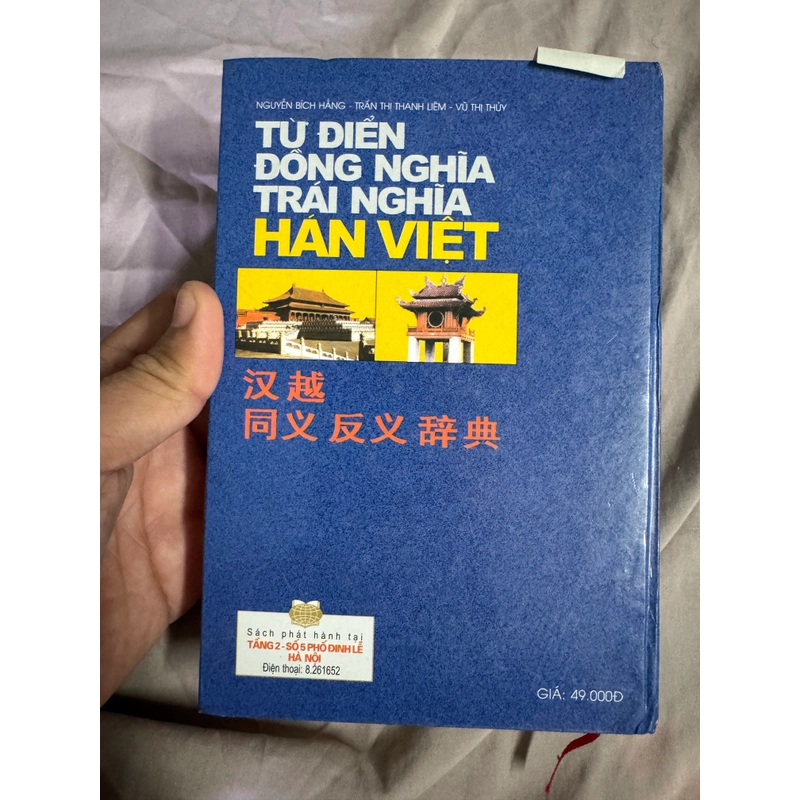 NGUYỄN BÍCH HẰNG - TRẦN THỊ THANH LIÊM - VŨ THỊ THỦY
TỪ ĐIỂN
ĐỒNG NGHĨA
TRÁI NGHĨA
HÁN VIỆT
汉越
同义反义辞典
Sách phát hành tại
TẦNG 2 - SỐ 5 PHỐ ĐINH LỄ
HÀ NỘI
Điện thoại: 8.261652
GIÁ: 49.000Đ